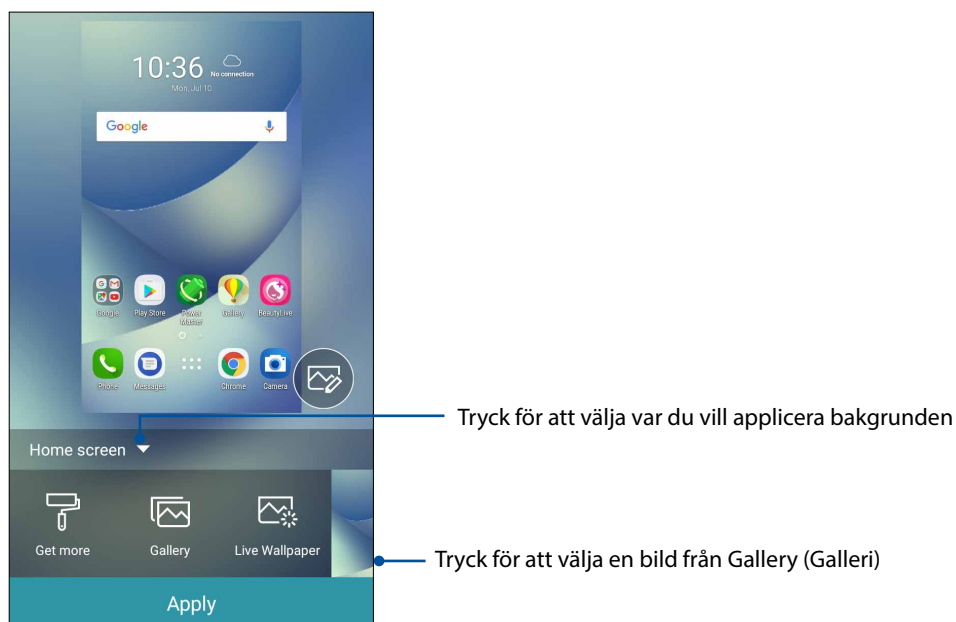 10:36
No connection
Mon, Jul 10
Google
Google Play Store Power Master Gallery BeautyLive
Phone Messages Chrome Camera
Tryck för att välja var du vill applicera bakgrunden
Home screen
Get more Gallery Live Wallpaper
Tryck för att välja en bild från Gallery (Galleri)
Apply